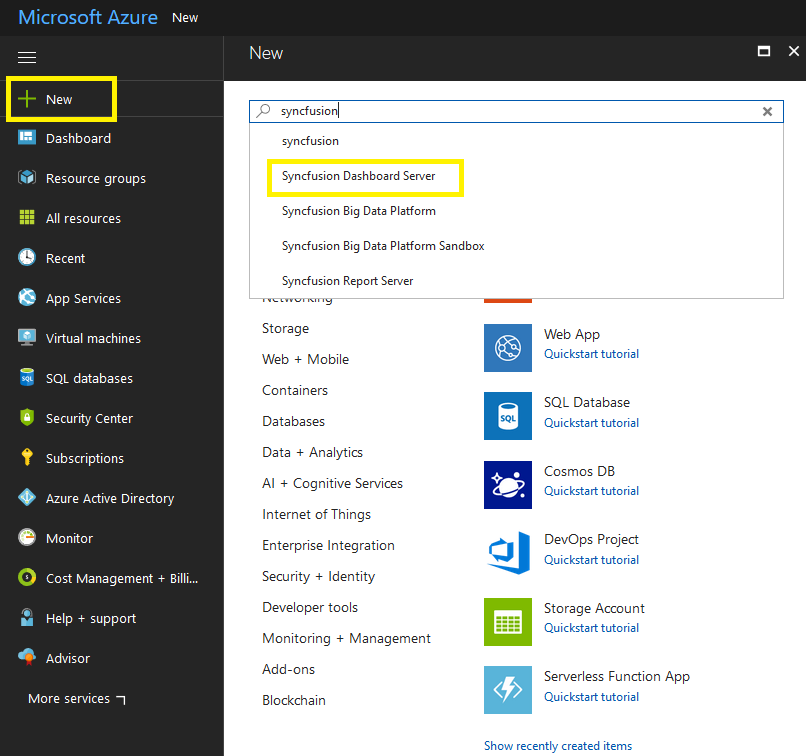 Microsoft Azure New
New
Dashboard
Resource groups
All resources
Recent
App Services
Virtual machines
SQL databases
Security Center
Subscriptions
Azure Active Directory
Monitor
Cost Management + Billi...
Help + support
Advisor
More services
New
syncfusion
syncfusion
Syncfusion Dashboard Server
Syncfusion Big Data Platform
Syncfusion Big Data Platform Sandbox
Syncfusion Report Server
Networking
Storage
Web + Mobile
Containers
Databases
Data + Analytics
AI + Cognitive Services
Internet of Things
Enterprise Integration
Security + Identity
Developer tools
Monitoring + Management
Add-ons
Blockchain
Web App
Quickstart tutorial
SQL Database
Quickstart tutorial
Cosmos DB
Quickstart tutorial
DevOps Project
Quickstart tutorial
Storage Account
Quickstart tutorial
Serverless Function App
Quickstart tutorial
Show recently created items